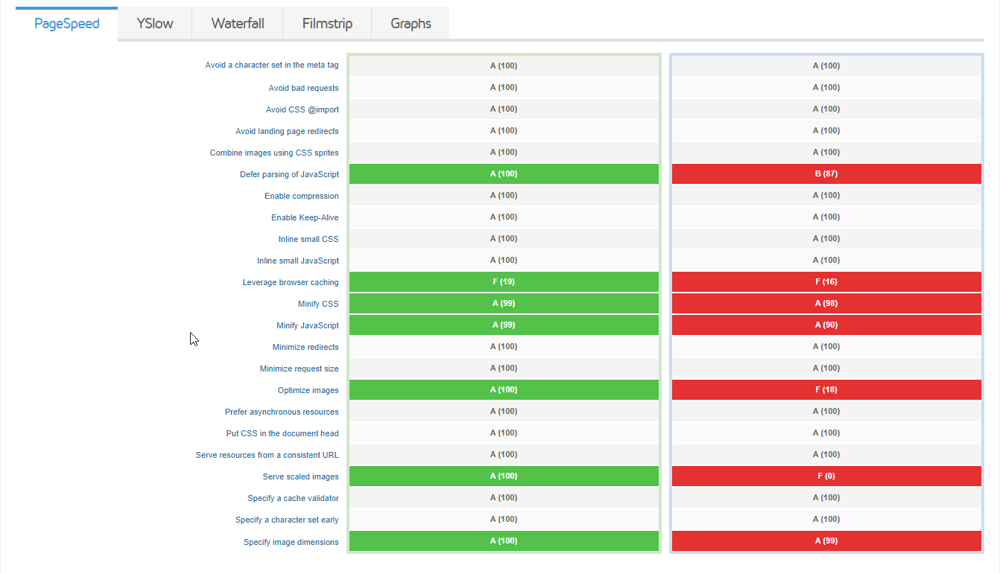 PageSpeed YSlow Waterfall Filmstrip Graphs
Avoid a character set in the meta tag A (100) A (100)
Avoid bad requests A (100) A (100)
Avoid CSS @import A (100) A (100)
Avoid landing page redirects A (100) A (100)
Combine images using CSS sprites A (100) A (100)
Defer parsing of JavaScript A (100) B (87)
Enable compression A (100) A (100)
Enable Keep-Alive A (100) A (100)
Inline small CSS A (100) A (100)
Inline small JavaScript A (100) A (100)
Leverage browser caching F (19) F (16)
Minify CSS A (99) A (98)
Minify JavaScript A (99) A (90)
Minimize redirects A (100) A (100)
Minimize request size A (100) A (100)
Optimize images A (100) F (18)
Prefer asynchronous resources A (100) A (100)
Put CSS in the document head A (100) A (100)
Serve resources from a consistent URL A (100) A (100)
Serve scaled images A (100) F (0)
Specify a cache validator A (100) A (100)
Specify a character set early A (100) A (100)
Specify image dimensions A (100) A (99)